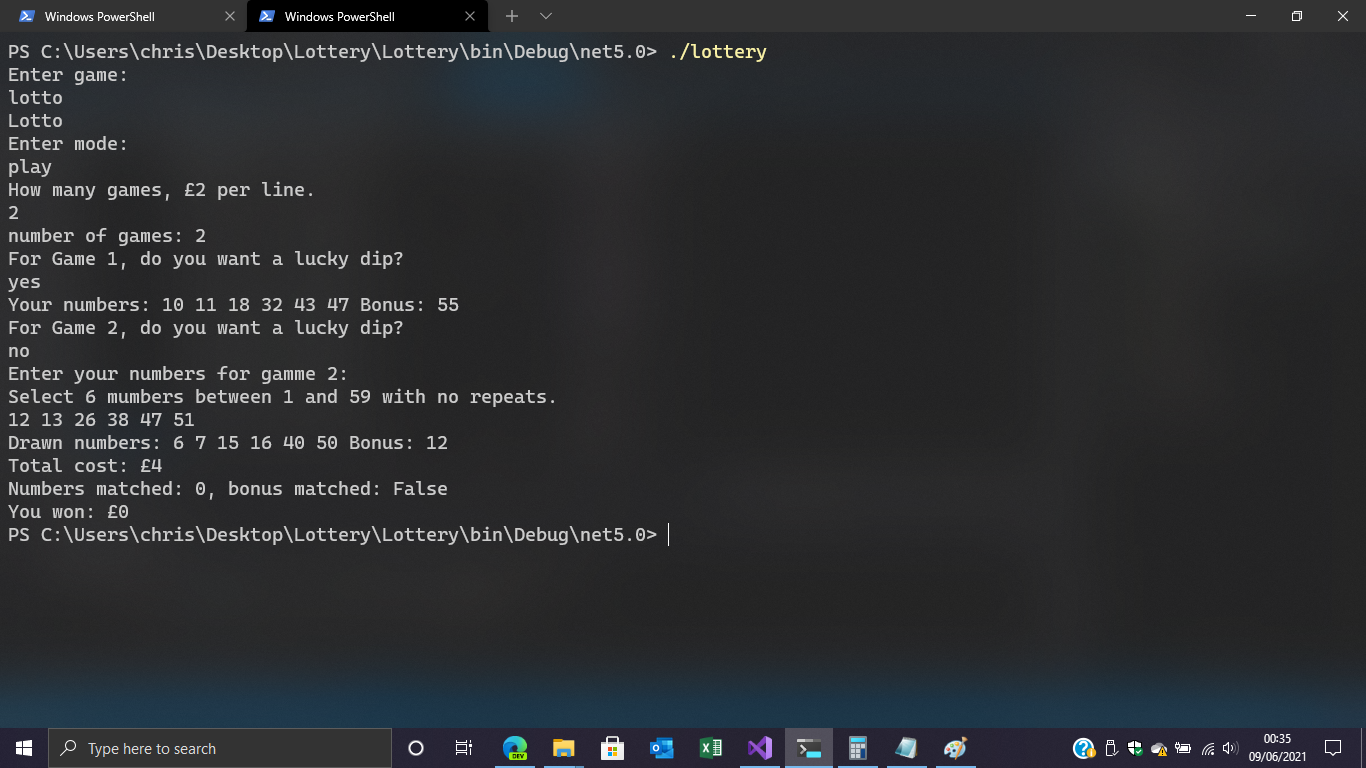 Windows PowerShell
Windows PowerShell
PS C:\Users\chris\Desktop\Lottery\Lottery\bin\Debug\net5.0> ./lottery
Enter game:
lotto
Lotto
Enter mode:
play
How many games, £2 per line.
2
number of games: 2
For Game 1, do you want a lucky dip?
yes
Your numbers: 10 11 18 32 43 47 Bonus: 55
For Game 2, do you want a lucky dip?
no
Enter your numbers for gamme 2:
Select 6 mumbers between 1 and 59 with no repeats.
12 13 26 38 47 51
Drawn numbers: 6 7 15 16 40 50 Bonus: 12
Total cost: £4
Numbers matched: 0, bonus matched: False
You won: £0
PS C:\Users\chris\Desktop\Lottery\Lottery\bin\Debug\net5.0>
Type here to search
DEV
00:35
09/06/2021